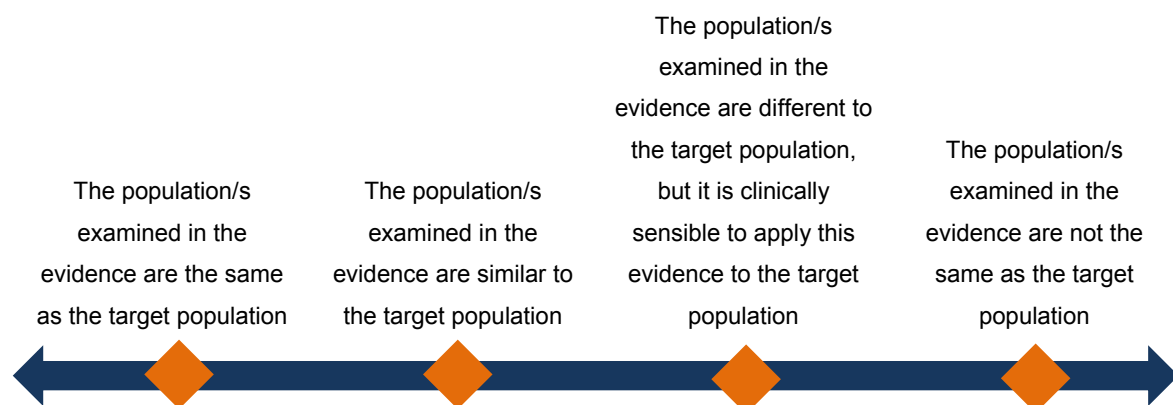 The population/s
examined in the
evidence are the same
as the target population
The population/s
examined in the
evidence are similar to
the target population
The population/s
examined in the
evidence are different to
the target population,
but it is clinically
sensible to apply this
evidence to the target
population
The population/s
examined in the
evidence are not the
same as the target
population